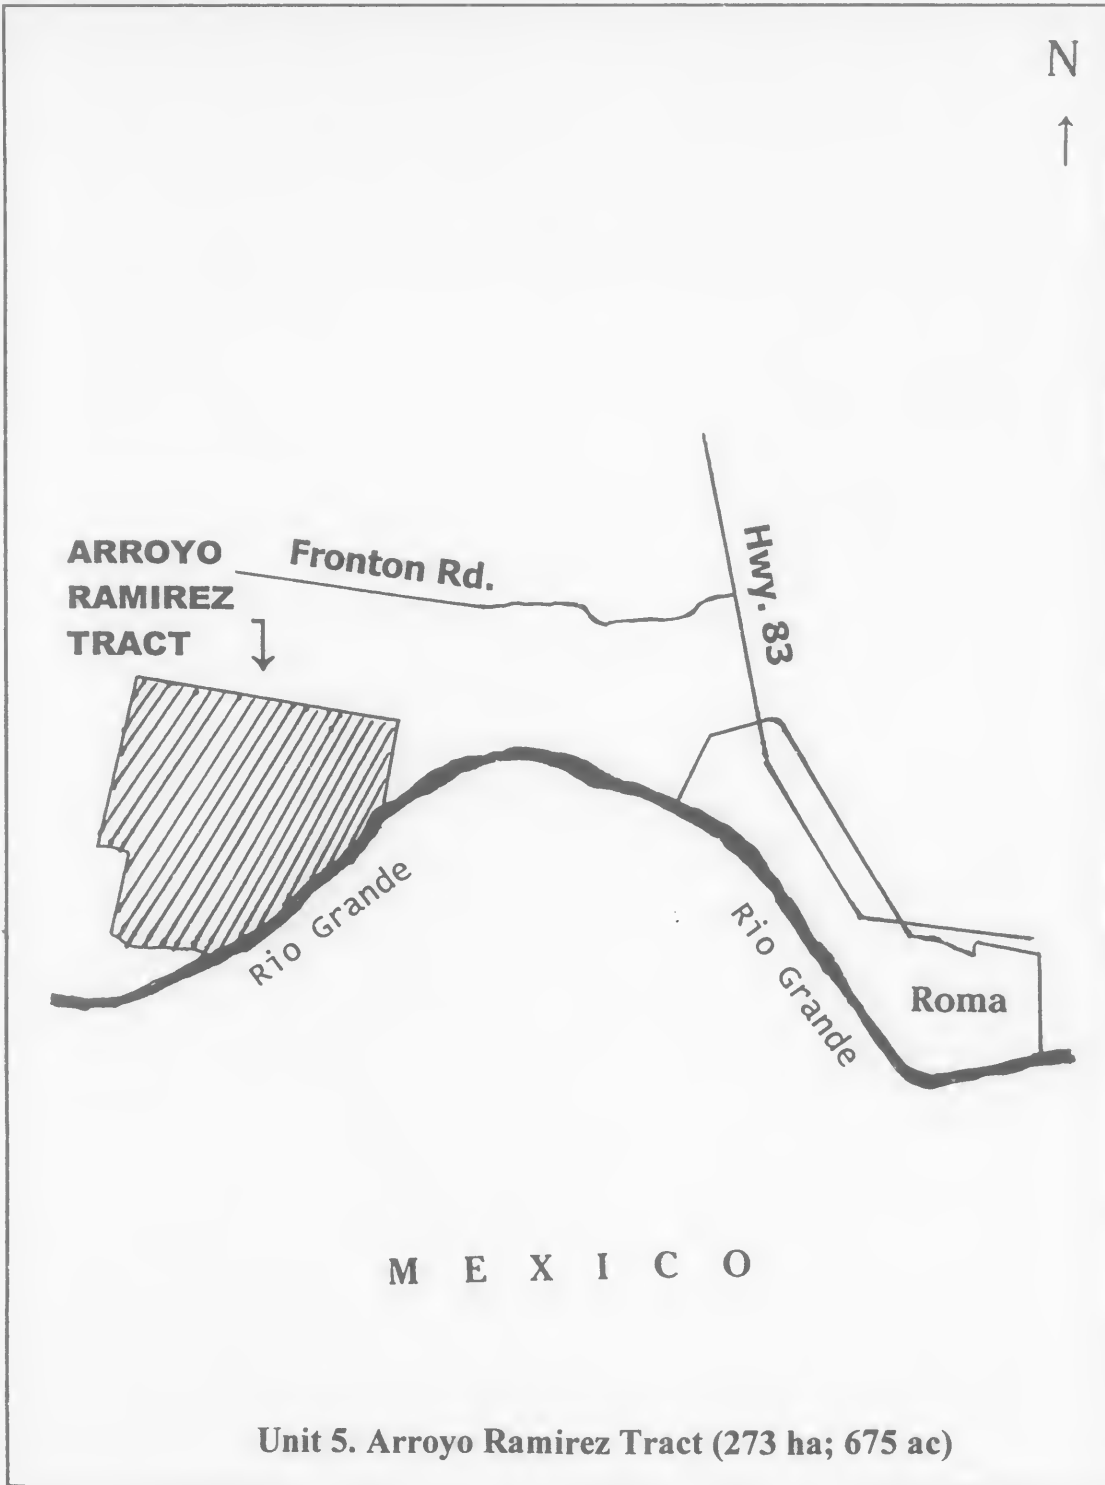 N
ARROYO
RAMIREZ
TRACT
Fronton Rd.
Hwy. 83
Rio Grande
Rio Grande
Roma
MEXICO
Unit 5. Arroyo Ramirez Tract (273 ha; 675 ac)